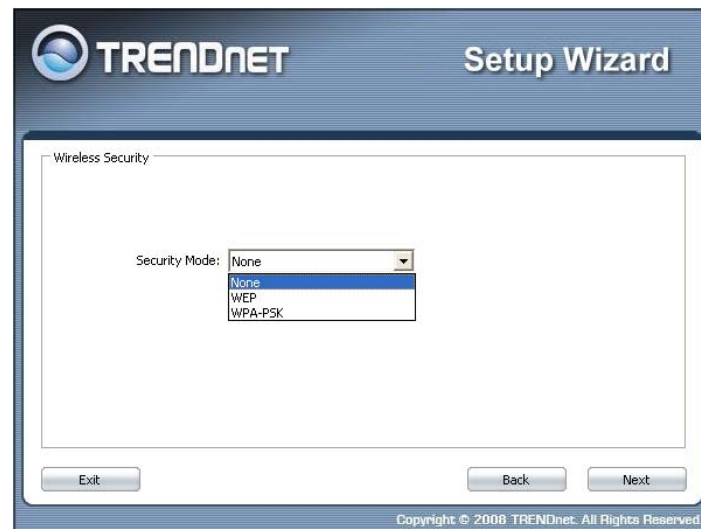 TRENDNET
Setup Wizard
Wireless Security
Security Mode: None
None
WEP
WPA-PSK
Exit
Back
Next
Copyright © 2008 TRENDnet. All Rights Reserved